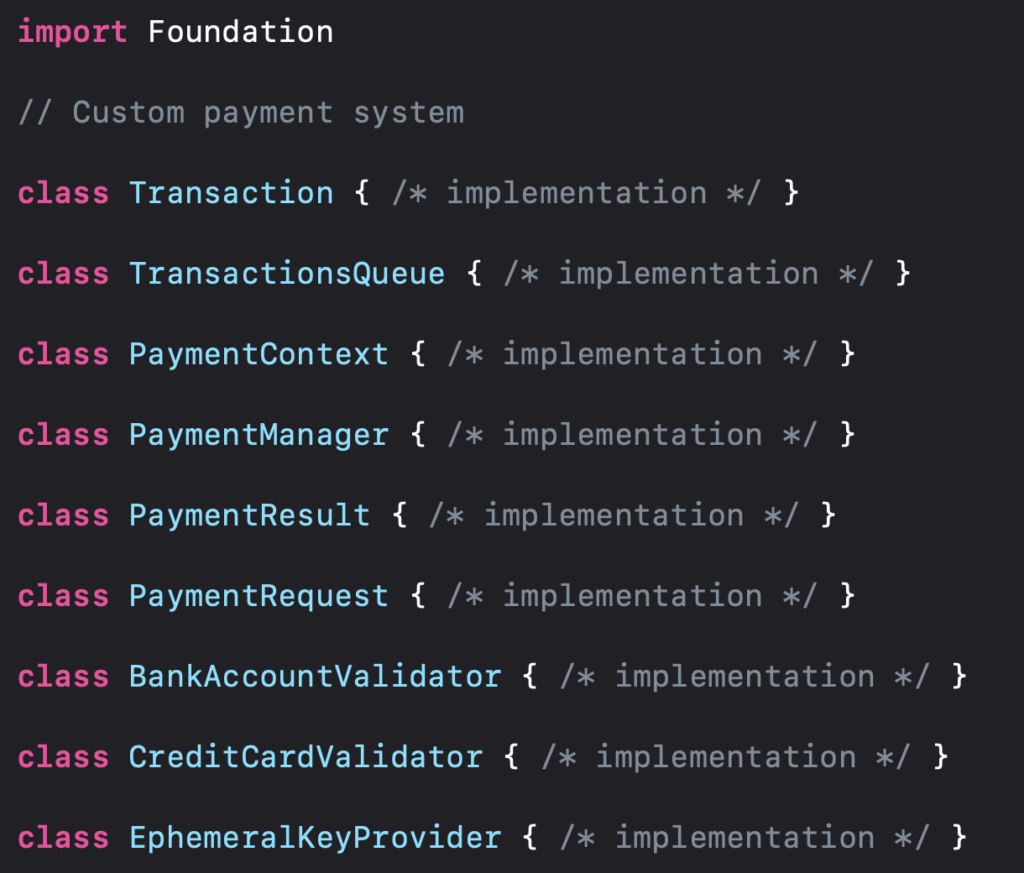 import Foundation
// Custom payment system
class Transaction { /* implementation */ }
class TransactionsQueue { /* implementation */ }
class PaymentContext { /* implementation */ }
class PaymentManager { /* implementation */ }
class PaymentResult { /* implementation */ }
class PaymentRequest { /* implementation */ }
class BankAccountValidator { /* implementation */ }
class CreditCardValidator { /* implementation */ }
class EphemeralKeyProvider { /* implementation */ }